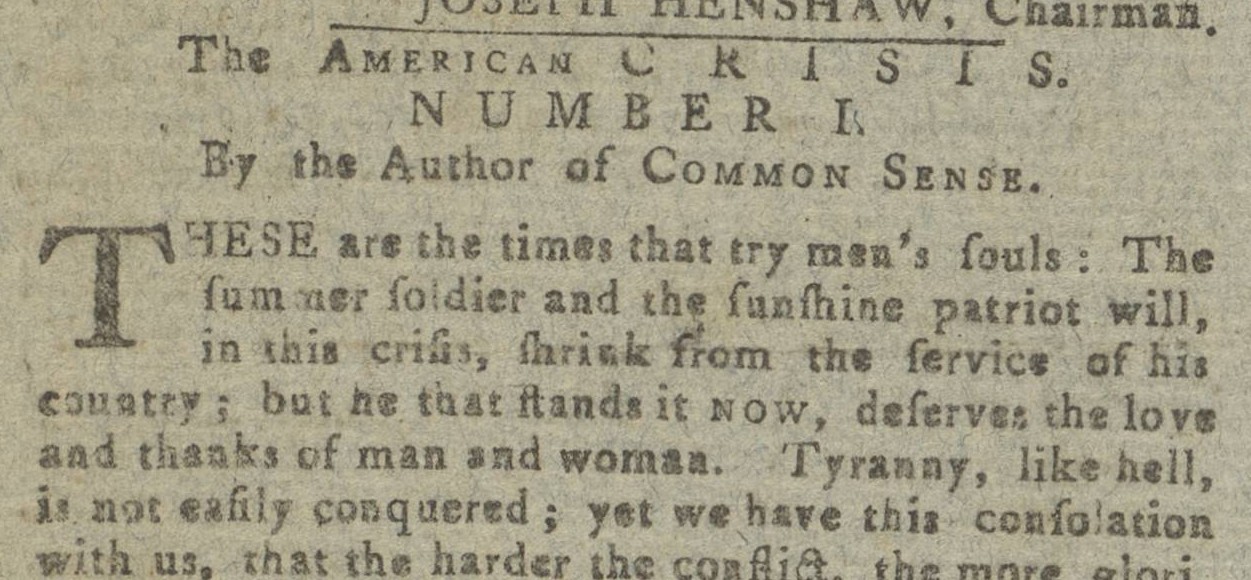 JOSEPH HENSHAW, Chairman.
The AMERICAN CRISIS.
NUMBER I.
By the Author of COMMON SENSE.
THESE are the times that try men's ſouls: The
ſummer ſoldier and the ſunſhine patriot will,
in this criſis, ſhrink from the ſervice of his
country; but he that ſtands it NOW, deſerves the love
and thanks of man and woman. Tyranny, like hell,
is not eaſily conquered; yet we have this conſolation
with us, that the harder the conflict, the more glori